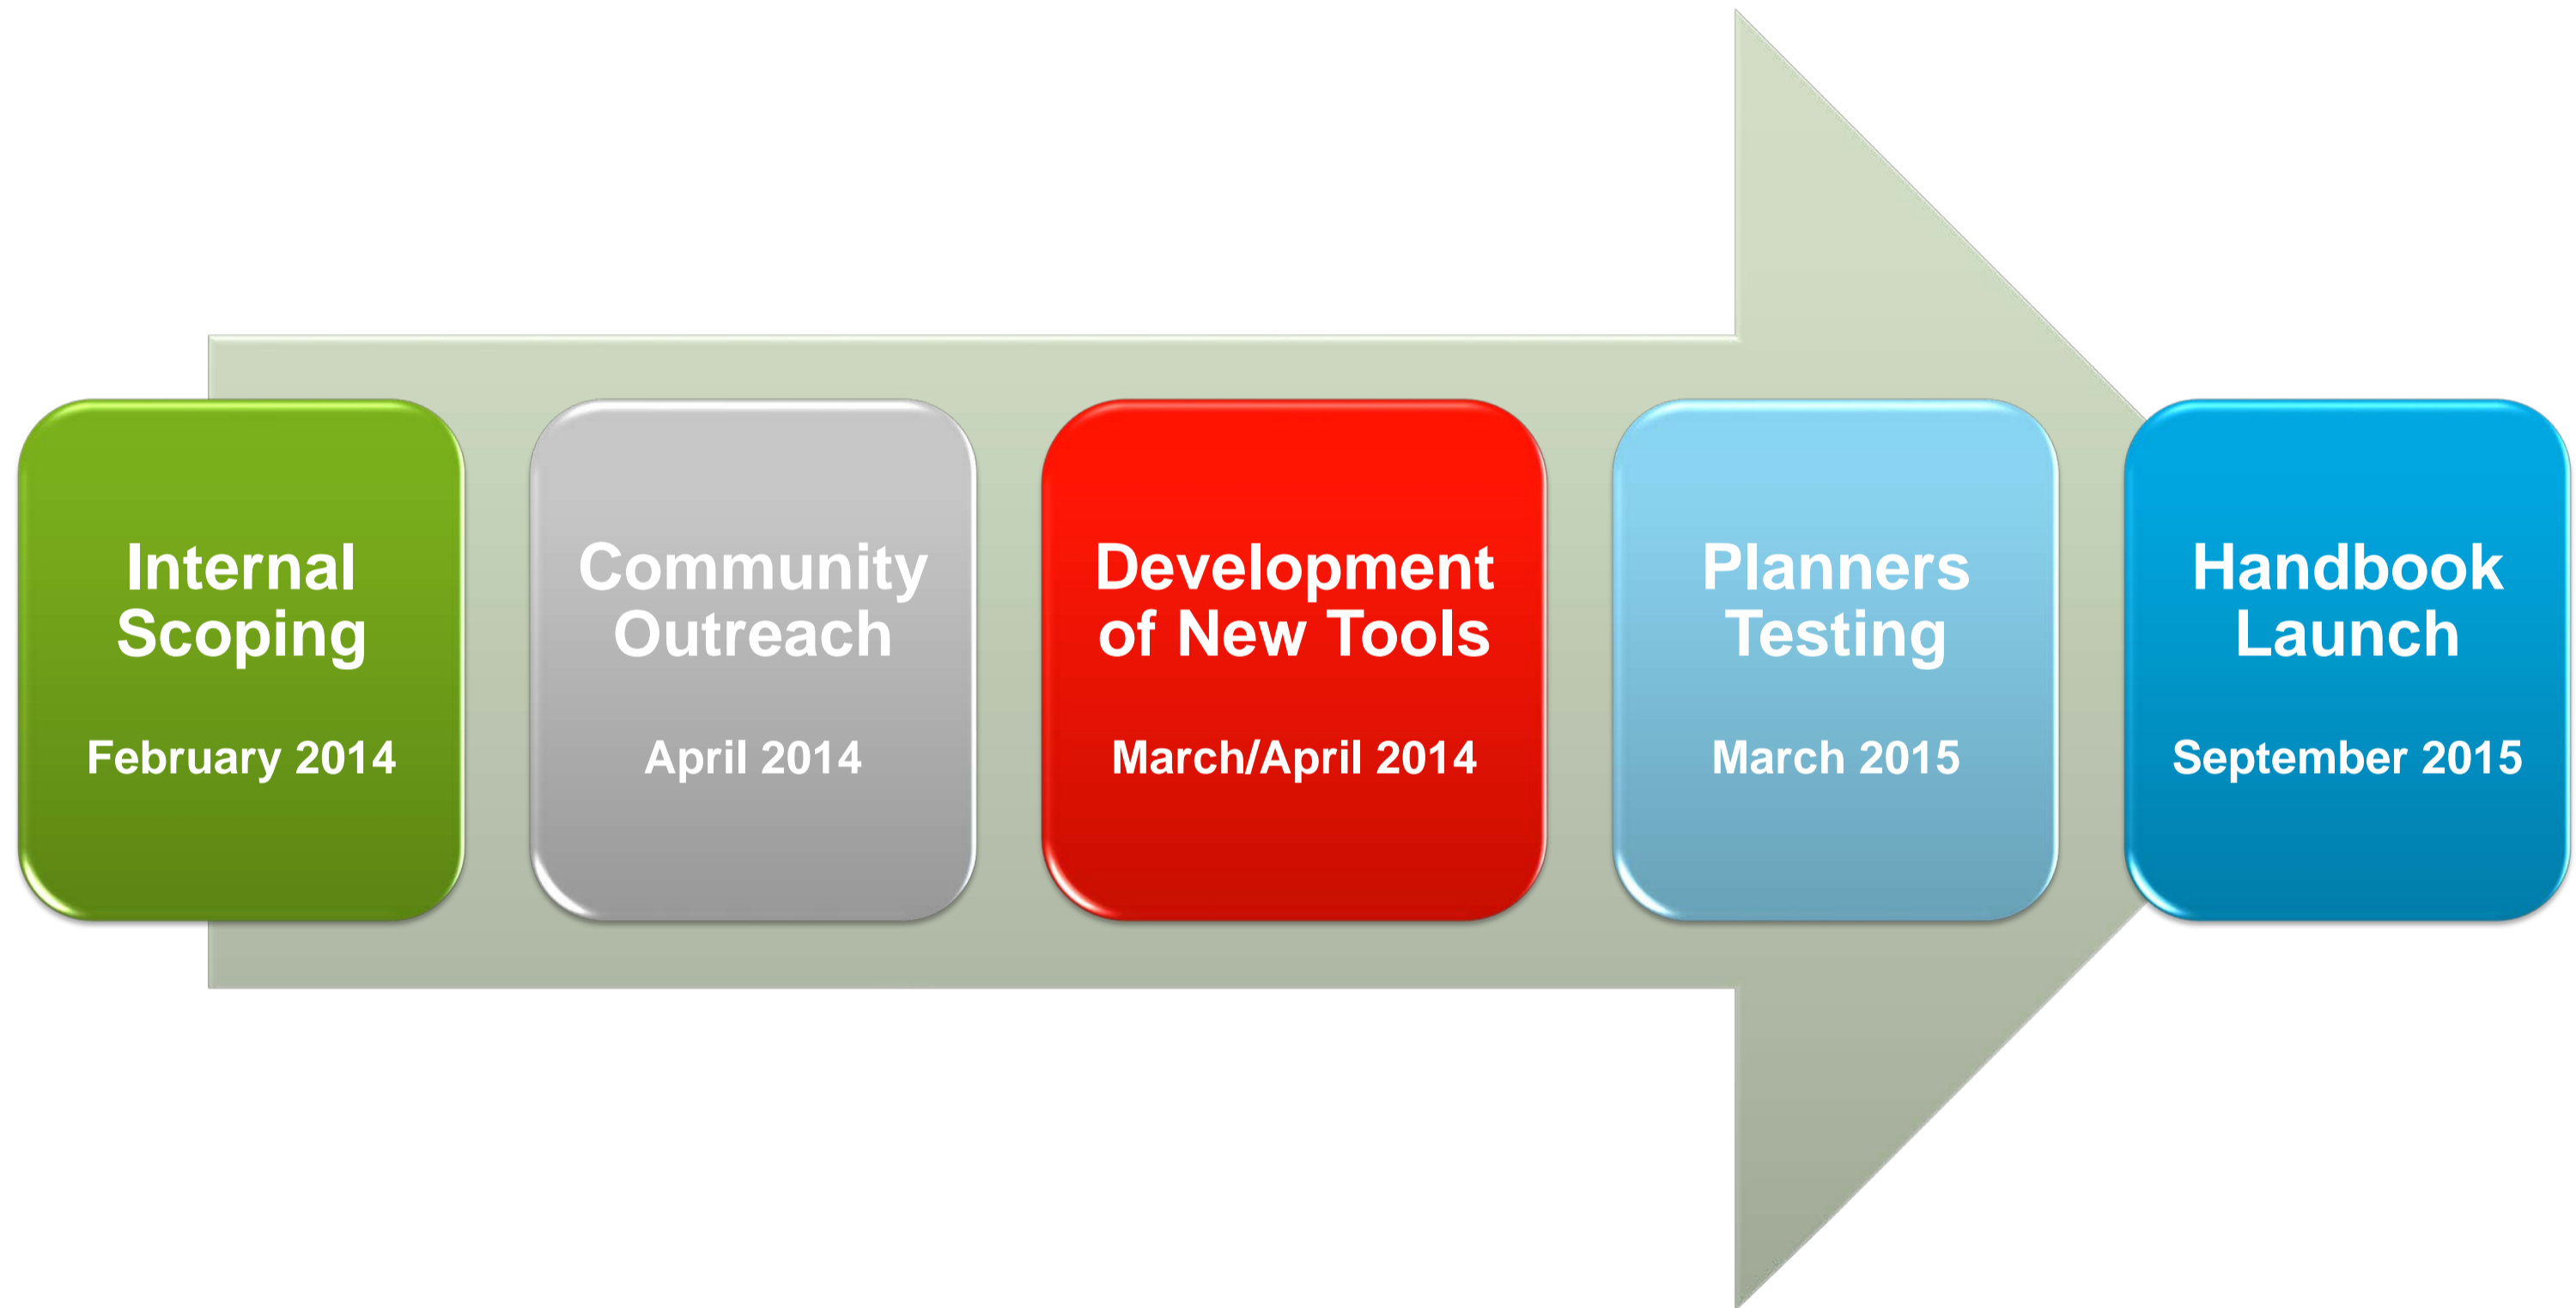 Internal
Scoping
February 2014
Community
Outreach
April 2014
Development
of New Tools
March/April 2014
Planners
Testing
March 2015
Handbook
Launch
September 2015